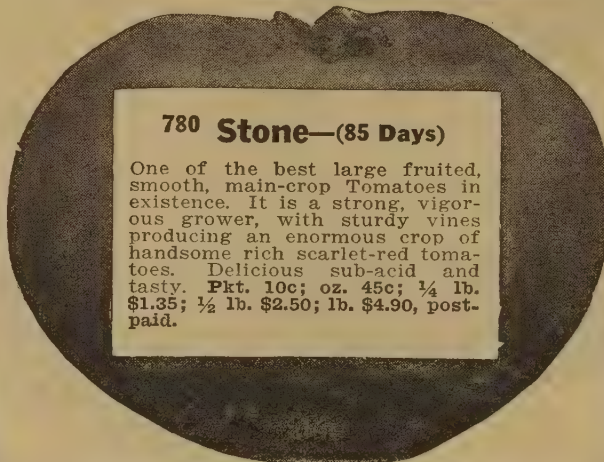 780 Stone—(85 Days)
One of the best large fruited,
smooth, main-crop Tomatoes in
existence. It is a strong, vigor-
ous grower, with sturdy vines
producing an enormous crop of
handsome rich scarlet-red toma-
toes. Delicious sub-acid and
tasty. Pkt. 10c; oz. 45c; ¼ lb.
$1.35; ½ lb. $2.50; lb. $4.90, post-
paid.